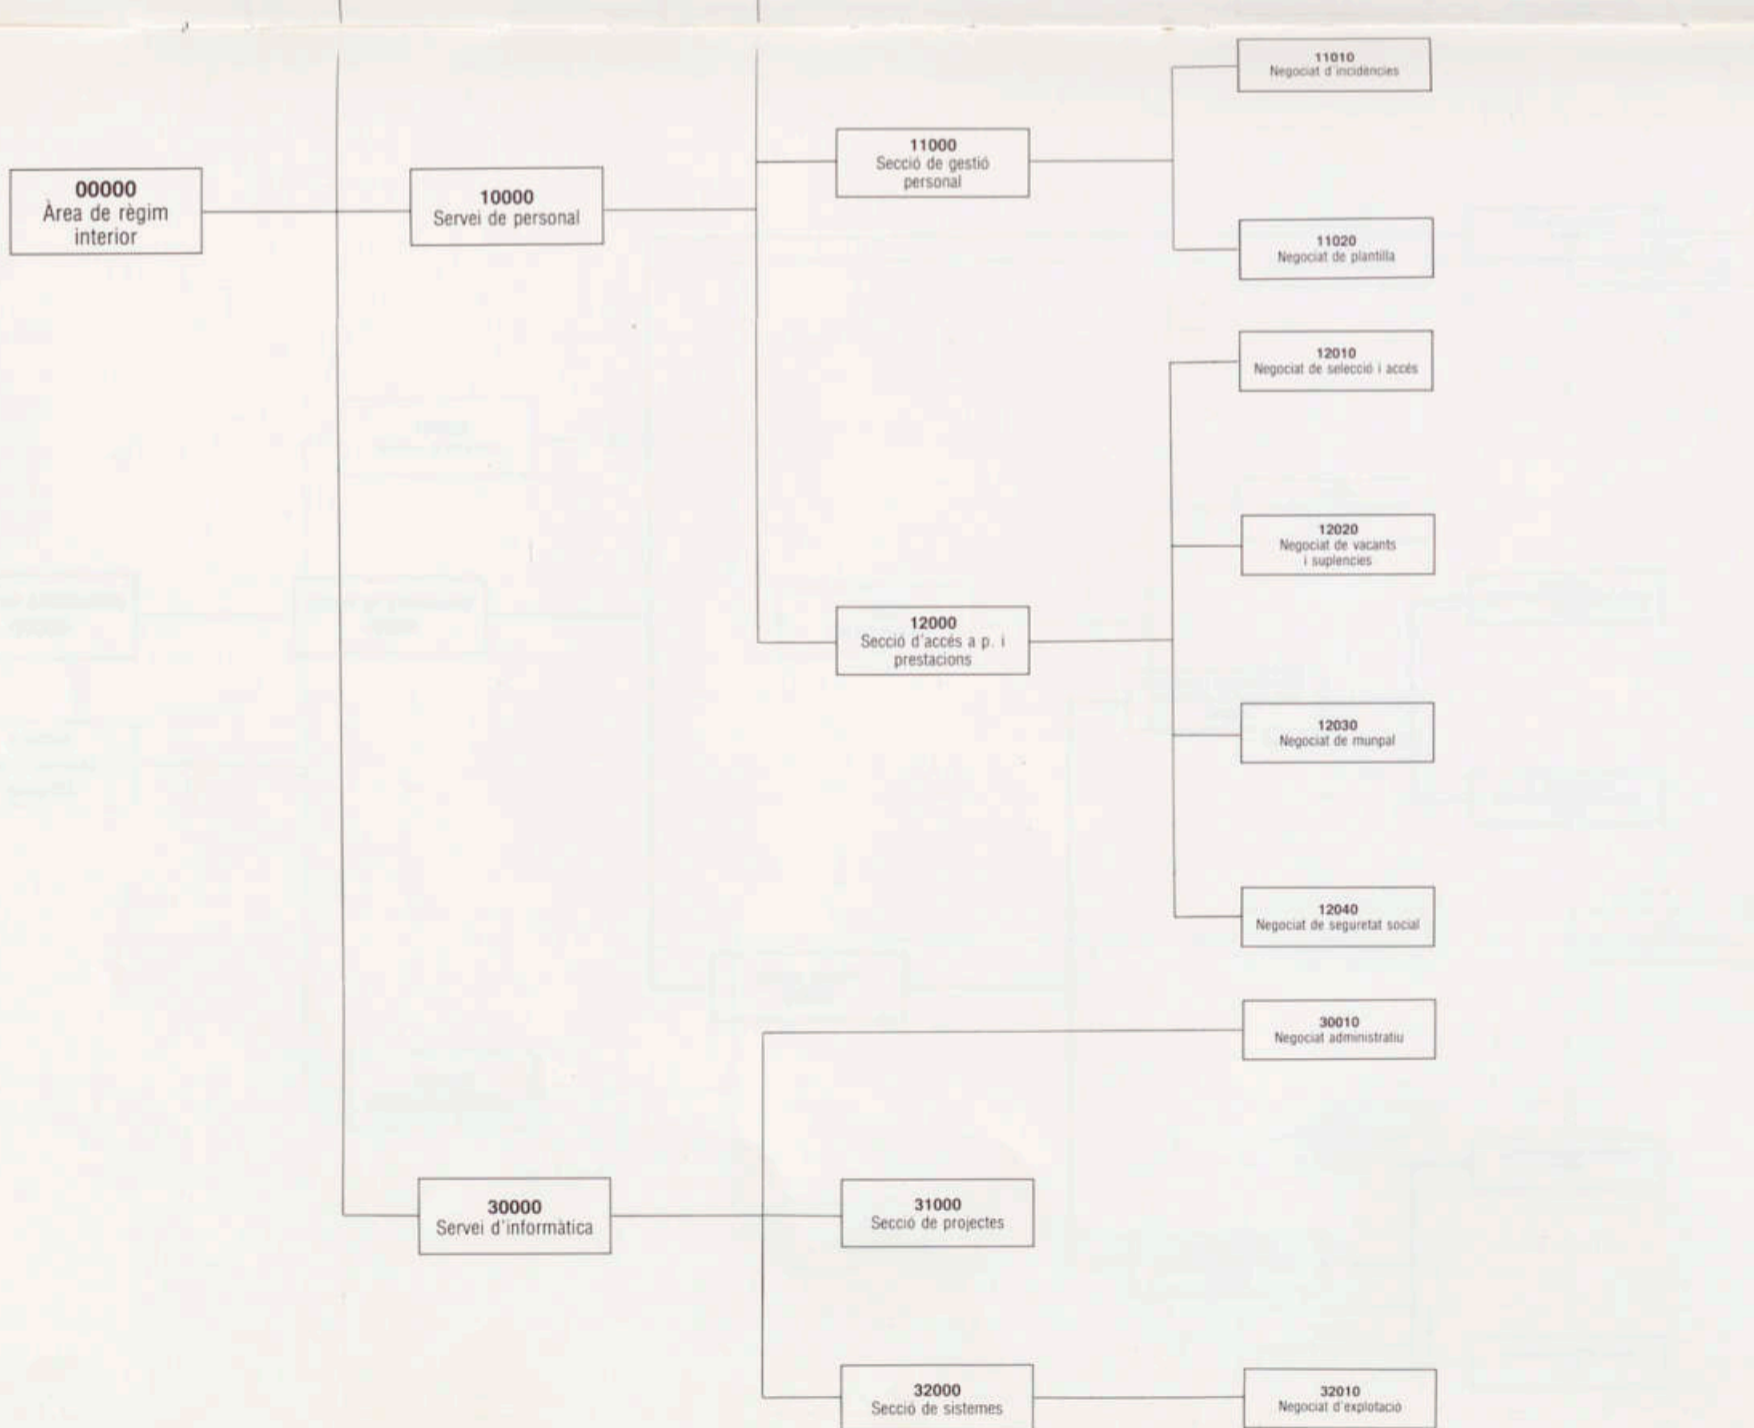 00000
Àrea de règim
interior
10000
Servei de personal
11000
Secció de gestió
personal
11010
Negociat d'incidències
11020
Negociat de plantilla
12000
Secció d'accés a p. i
prestacions
12010
Negociat de selecció i accés
12020
Negociat de vacants
i suplències
12030
Negociat de munpal
12040
Negociat de seguretat social
30000
Servei d'informàtica
30010
Negociat administratiu
31000
Secció de projectes
32000
Secció de sistemes
32010
Negociat d'explotació